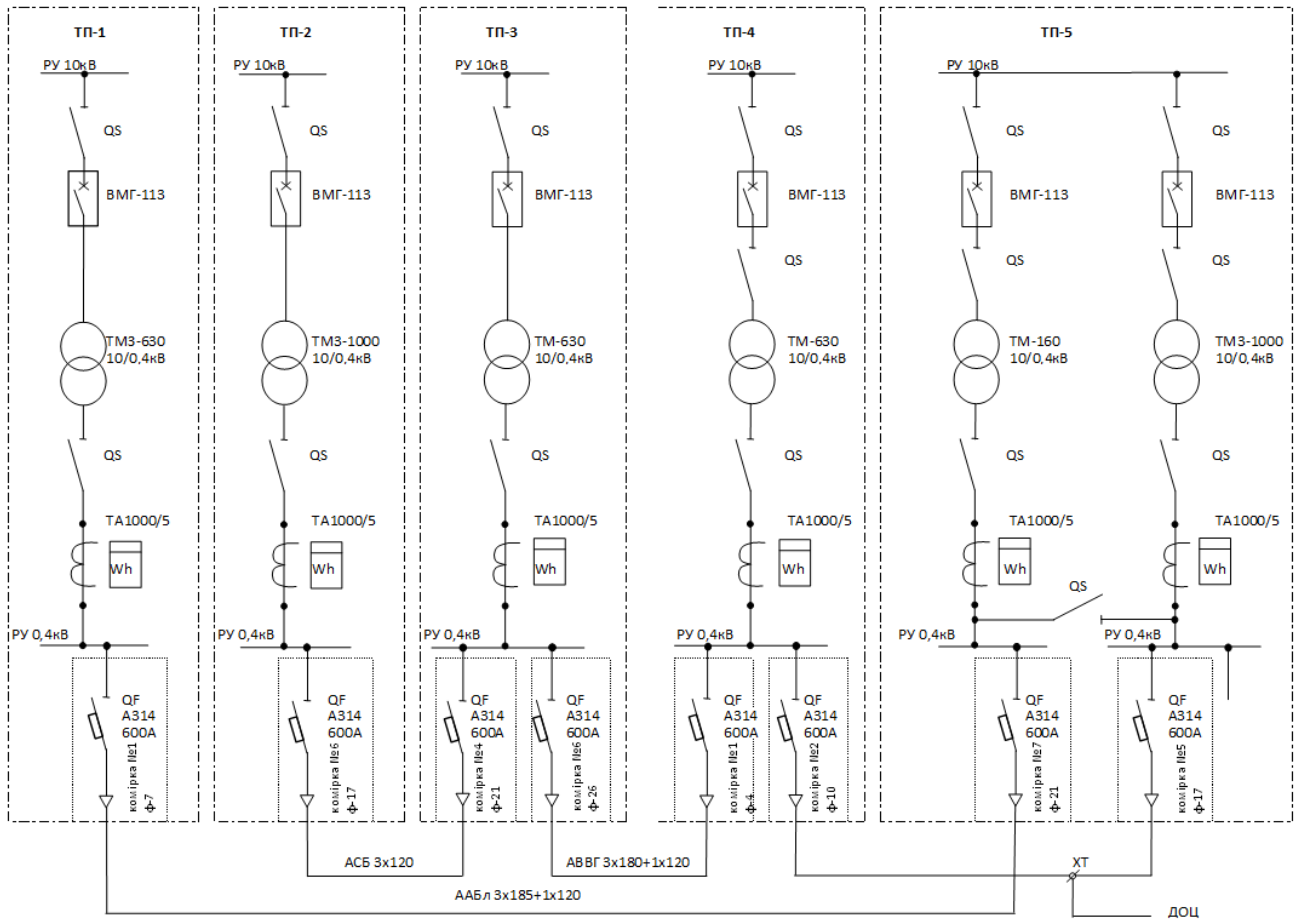 ТП-1
РУ 10кВ
QS
ВМГ-113
ТМЗ-630
10/0,4кВ
QS
ТА1000/5
Wh
РУ 0,4кВ
QF
А314
600А
комірка №1
ф-7
ТП-2
РУ 10кВ
QS
ВМГ-113
ТМЗ-1000
10/0,4кВ
QS
ТА1000/5
Wh
РУ 0,4кВ
QF
А314
600А
комірка №6
ф-17
ТП-3
РУ 10кВ
QS
ВМГ-113
ТМ-630
10/0,4кВ
QS
ТА1000/5
Wh
РУ 0,4кВ
QF
А314
600А
комірка №4
ф-21
QF
А314
600А
комірка №6
ф-26
ТП-4
РУ 10кВ
QS
ВМГ-113
QS
ТМ-630
10/0,4кВ
QS
ТА1000/5
Wh
РУ 0,4кВ
QF
А314
600А
комірка №1
ф-4
QF
А314
600А
комірка №2
ф-10
ТП-5
РУ 10кВ
QS
ВМГ-113
QS
ТМ-160
10/0,4кВ
QS
ТА1000/5
Wh
QS
РУ 0,4кВ
QF
А314
600А
комірка №7
ф-21
QS
ВМГ-113
QS
ТМЗ-1000
10/0,4кВ
QS
ТА1000/5
Wh
РУ 0,4кВ
QF
А314
600А
комірка №5
ф-17
АСБ 3х120
АВВГ 3х180+1х120
ХТ
ААБл 3х185+1х120
ДОЦ